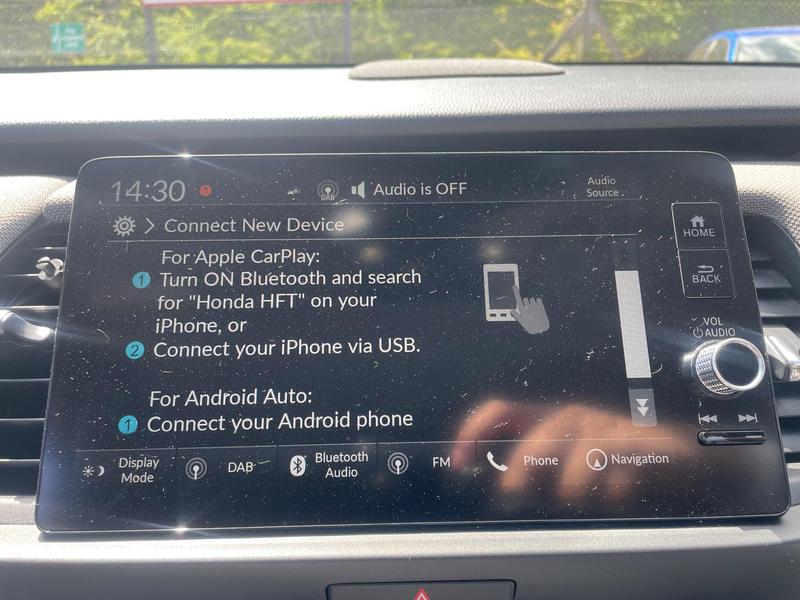 14:30
1
DAB
Audio is OFF
Audio
Source
Connect New Device
HOME
BACK
For Apple CarPlay:
1 Turn ON Bluetooth and search
for "Honda HFT" on your
iPhone, or
2 Connect your iPhone via USB.
For Android Auto:
1 Connect your Android phone
VOL
AUDIO
Display
Mode
DAB
Bluetooth
Audio
FM
Phone
Navigation